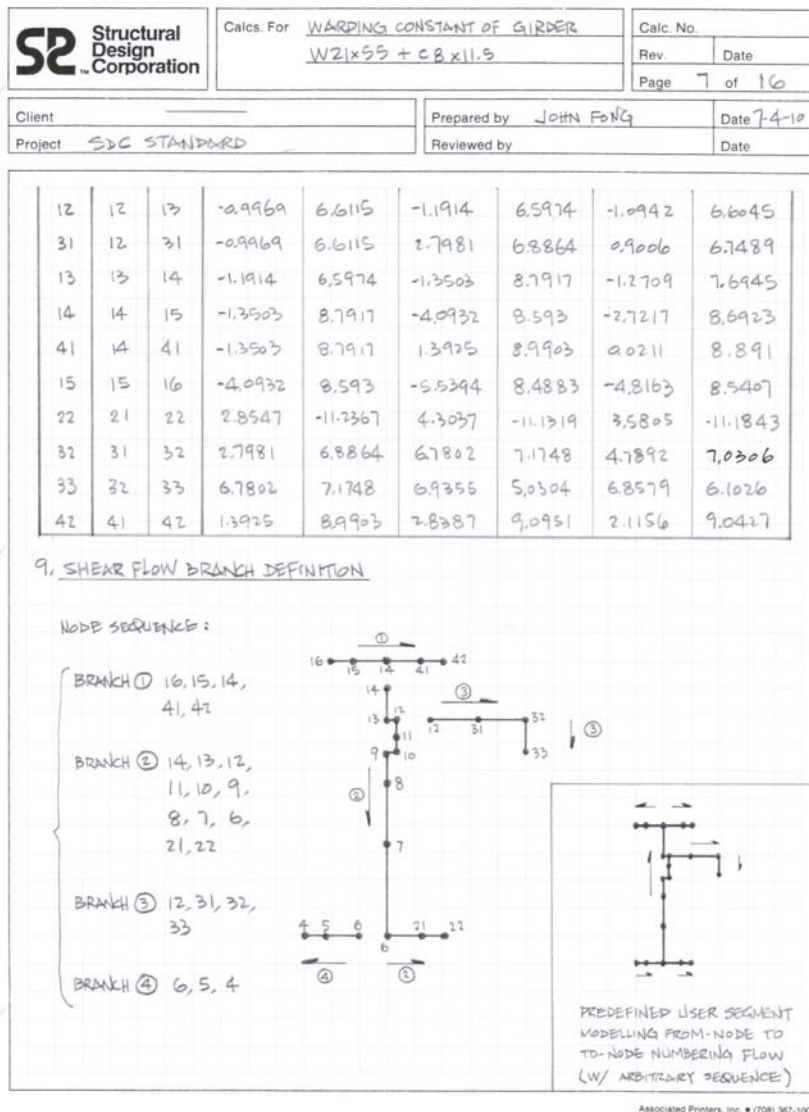 SP Structural
Design
Corporation
Calcs. For WARPING CONSTANT OF GIRDER
W21x55 + C8x11.5
Calc. No.
Rev. Date
Page 7 of 16
Client
Prepared by JOHN FONG Date 7-4-10
Project SDC STANDARD
Reviewed by Date
12 12 13 -0.9969 6.6115 -1.1914 6.5974 -1.0942 6.6045
31 12 31 -0.9969 6.6115 2.7981 6.8864 0.9006 6.7489
13 13 14 -1.1914 6.5974 -1.3503 8.7917 -1.2709 7.6945
14 14 15 -1.3503 8.7917 -4.0932 8.593 -2.7217 8.6923
41 14 41 -1.3503 8.7917 1.3925 8.9903 0.0211 8.891
15 15 16 -4.0932 8.593 -5.5394 8.4883 -4.8163 8.5407
22 21 22 2.8547 -11.2367 4.3037 -11.1319 3.5805 -11.1843
32 31 32 2.7981 6.8864 6.7802 7.1748 4.7892 7.0306
33 32 33 6.7802 7.1748 6.9355 5.0304 6.8579 6.1026
42 41 42 1.3925 8.9903 2.8387 9.0951 2.1156 9.0427
9. SHEAR FLOW BRANCH DEFINITION
NODE SEQUENCE:
BRANCH ① 16, 15, 14,
41, 42
BRANCH ② 14, 13, 12,
11, 10, 9,
8, 7, 6,
21, 22
BRANCH ③ 12, 31, 32,
33
BRANCH ④ 6, 5, 4
①
16 15 14 41 42
14
③
13 12 12 31 32
11
③
9 10 33
8
②
7
4 5 6 6 21 22
④ ②
PREDEFINED USER SEGMENT
MODELLING FROM-NODE TO
TO-NODE NUMBERING FLOW
(W/ ARBITRARY SEQUENCE)
Associated Printers, Inc. • (708) 367-100